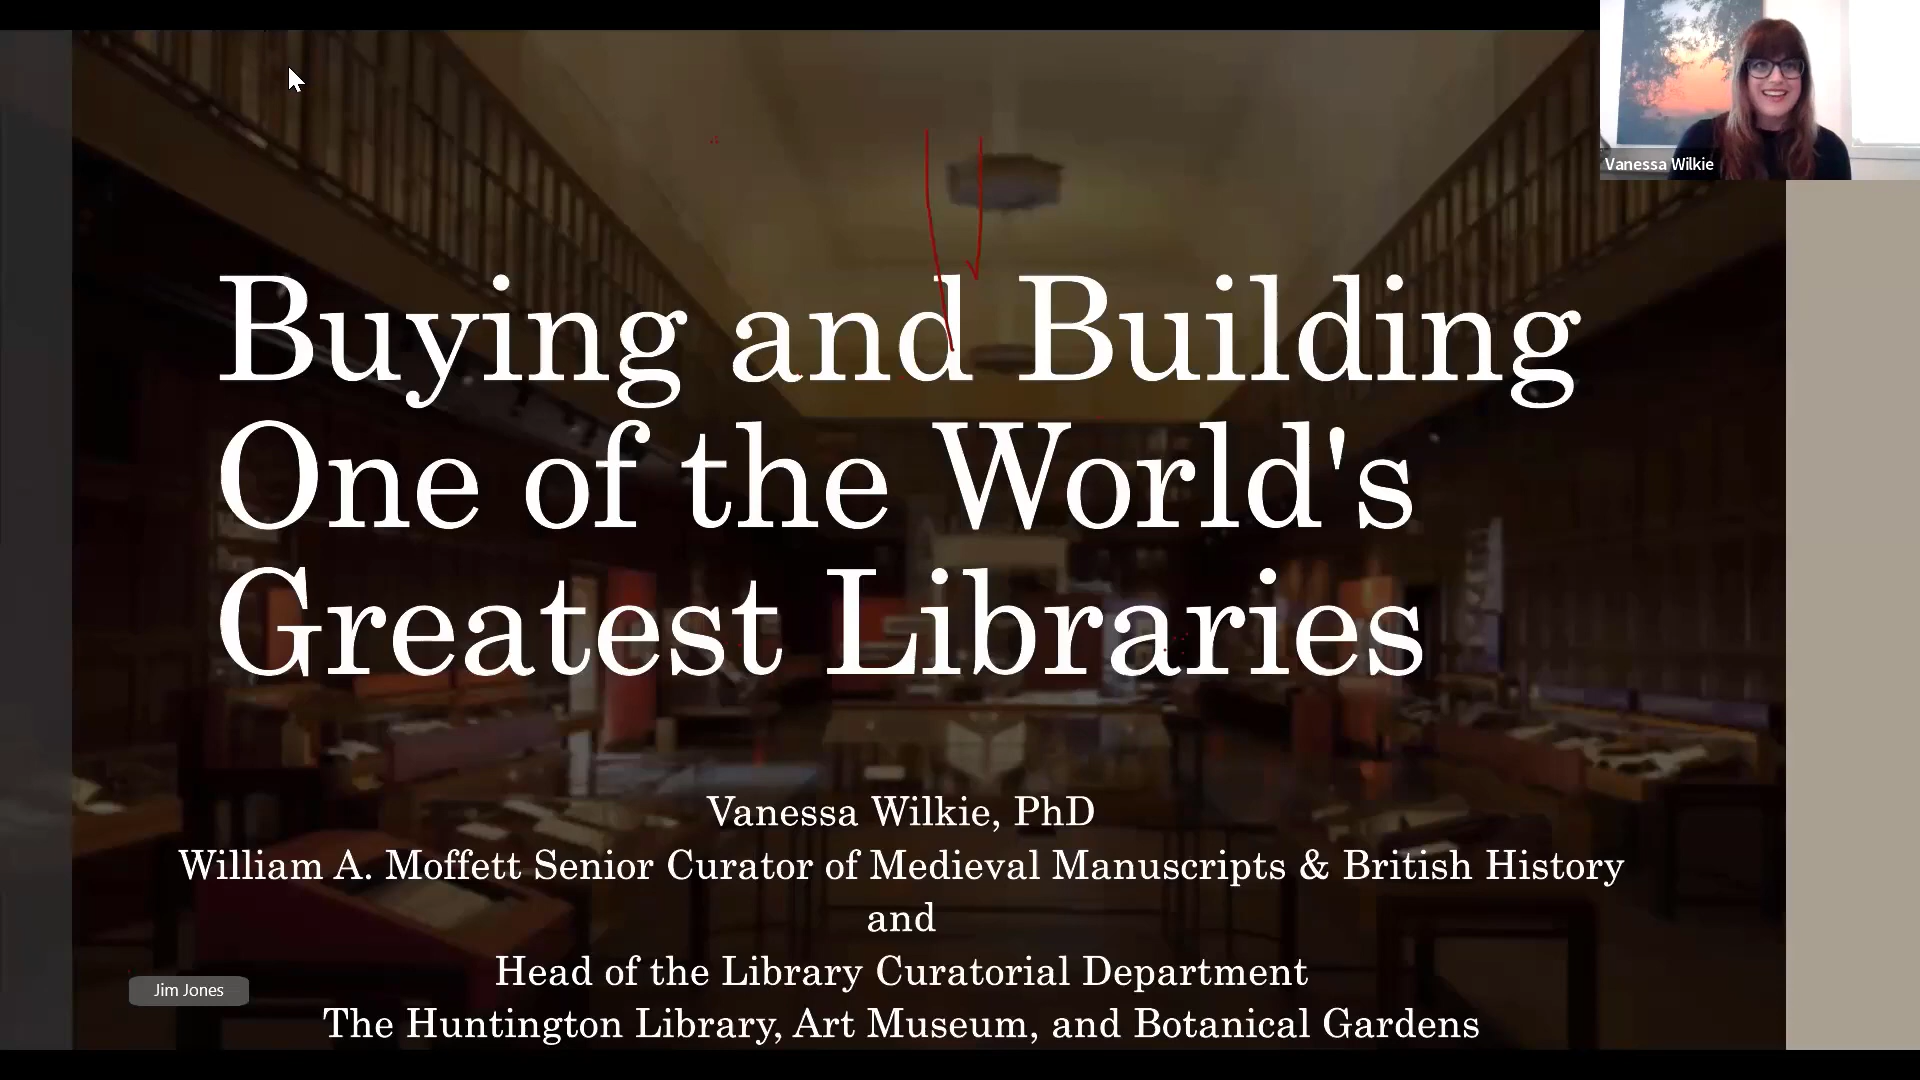 Vanessa Wilkie
Buying and Building
One of the World's
Greatest Libraries
Vanessa Wilkie, PhD
William A. Moffett Senior Curator of Medieval Manuscripts & British History
and
Head of the Library Curatorial Department
Jim Jones
The Huntington Library, Art Museum, and Botanical Gardens